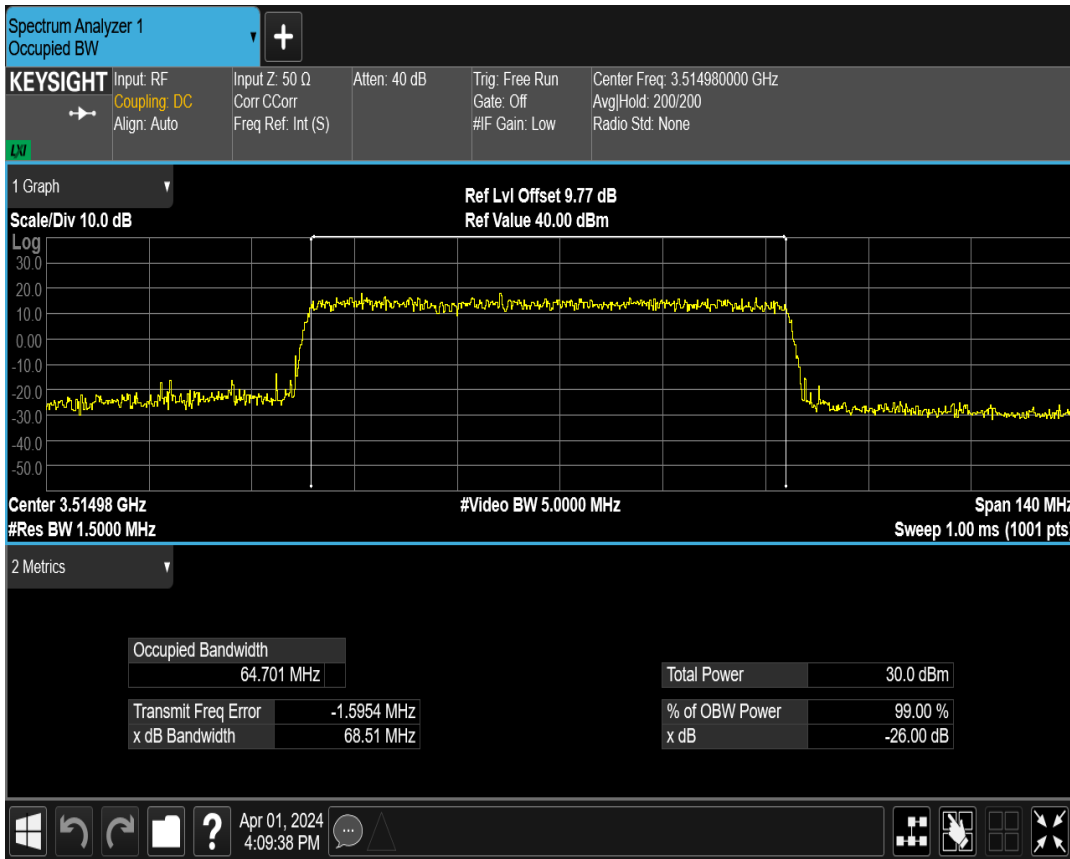 Spectrum Analyzer 1
Occupied BW
KEYSIGHT
LXI
Input: RF
Coupling: DC
Align: Auto
Input Z: 50 Ω
Corr CCorr
Freq Ref: Int (S)
Atten: 40 dB
Trig: Free Run
Gate: Off
#IF Gain: Low
Center Freq: 3.514980000 GHz
Avg|Hold: 200/200
Radio Std: None
1 Graph
Scale/Div 10.0 dB
Ref Lvl Offset 9.77 dB
Ref Value 40.00 dBm
Log
30.0
20.0
10.0
0.00
-10.0
-20.0
-30.0
-40.0
-50.0
Center 3.51498 GHz
#Video BW 5.0000 MHz
Span 140 MHz
#Res BW 1.5000 MHz
Sweep 1.00 ms (1001 pts)
2 Metrics
Occupied Bandwidth
64.701 MHz
Total Power 30.0 dBm
Transmit Freq Error -1.5954 MHz
% of OBW Power 99.00 %
x dB Bandwidth 68.51 MHz
x dB -26.00 dB
Apr 01, 2024
4:09:38 PM